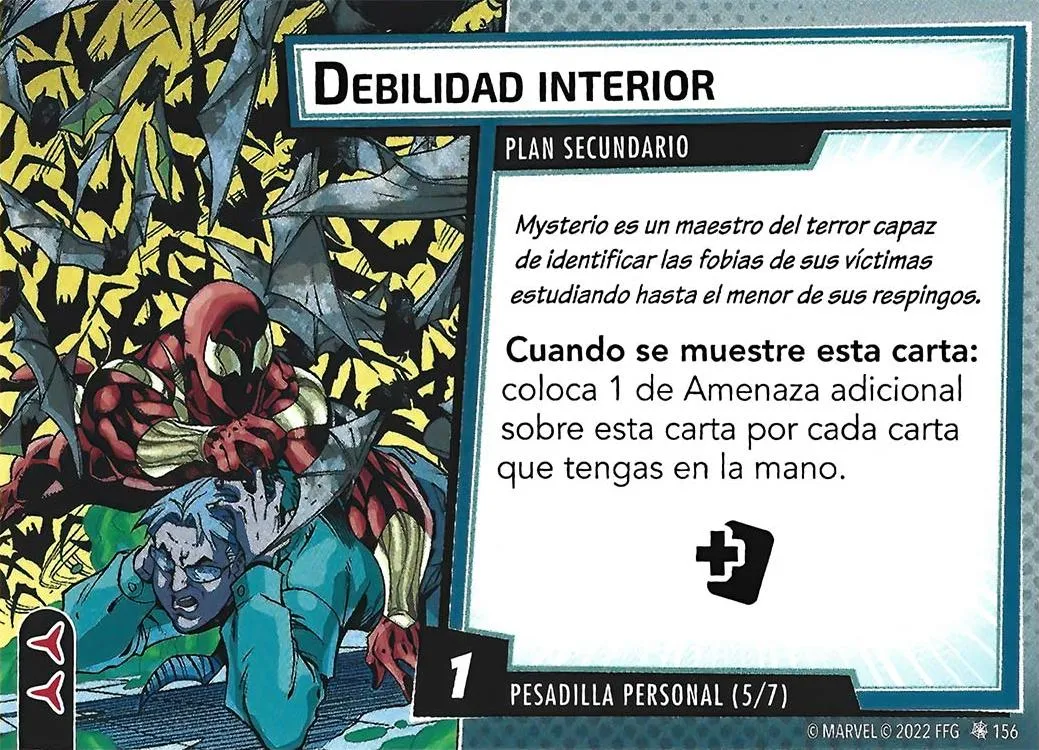 DEBILIDAD INTERIOR
PLAN SECUNDARIO
Mysterio es un maestro del terror capaz
de identificar las fobias de sus víctimas
estudiando hasta el menor de sus respingos.
Cuando se muestre esta carta:
coloca 1 de Amenaza adicional
sobre esta carta por cada carta
que tengas en la mano.
1
PESADILLA PERSONAL (5/7)
© MARVEL © 2022 FFG 156